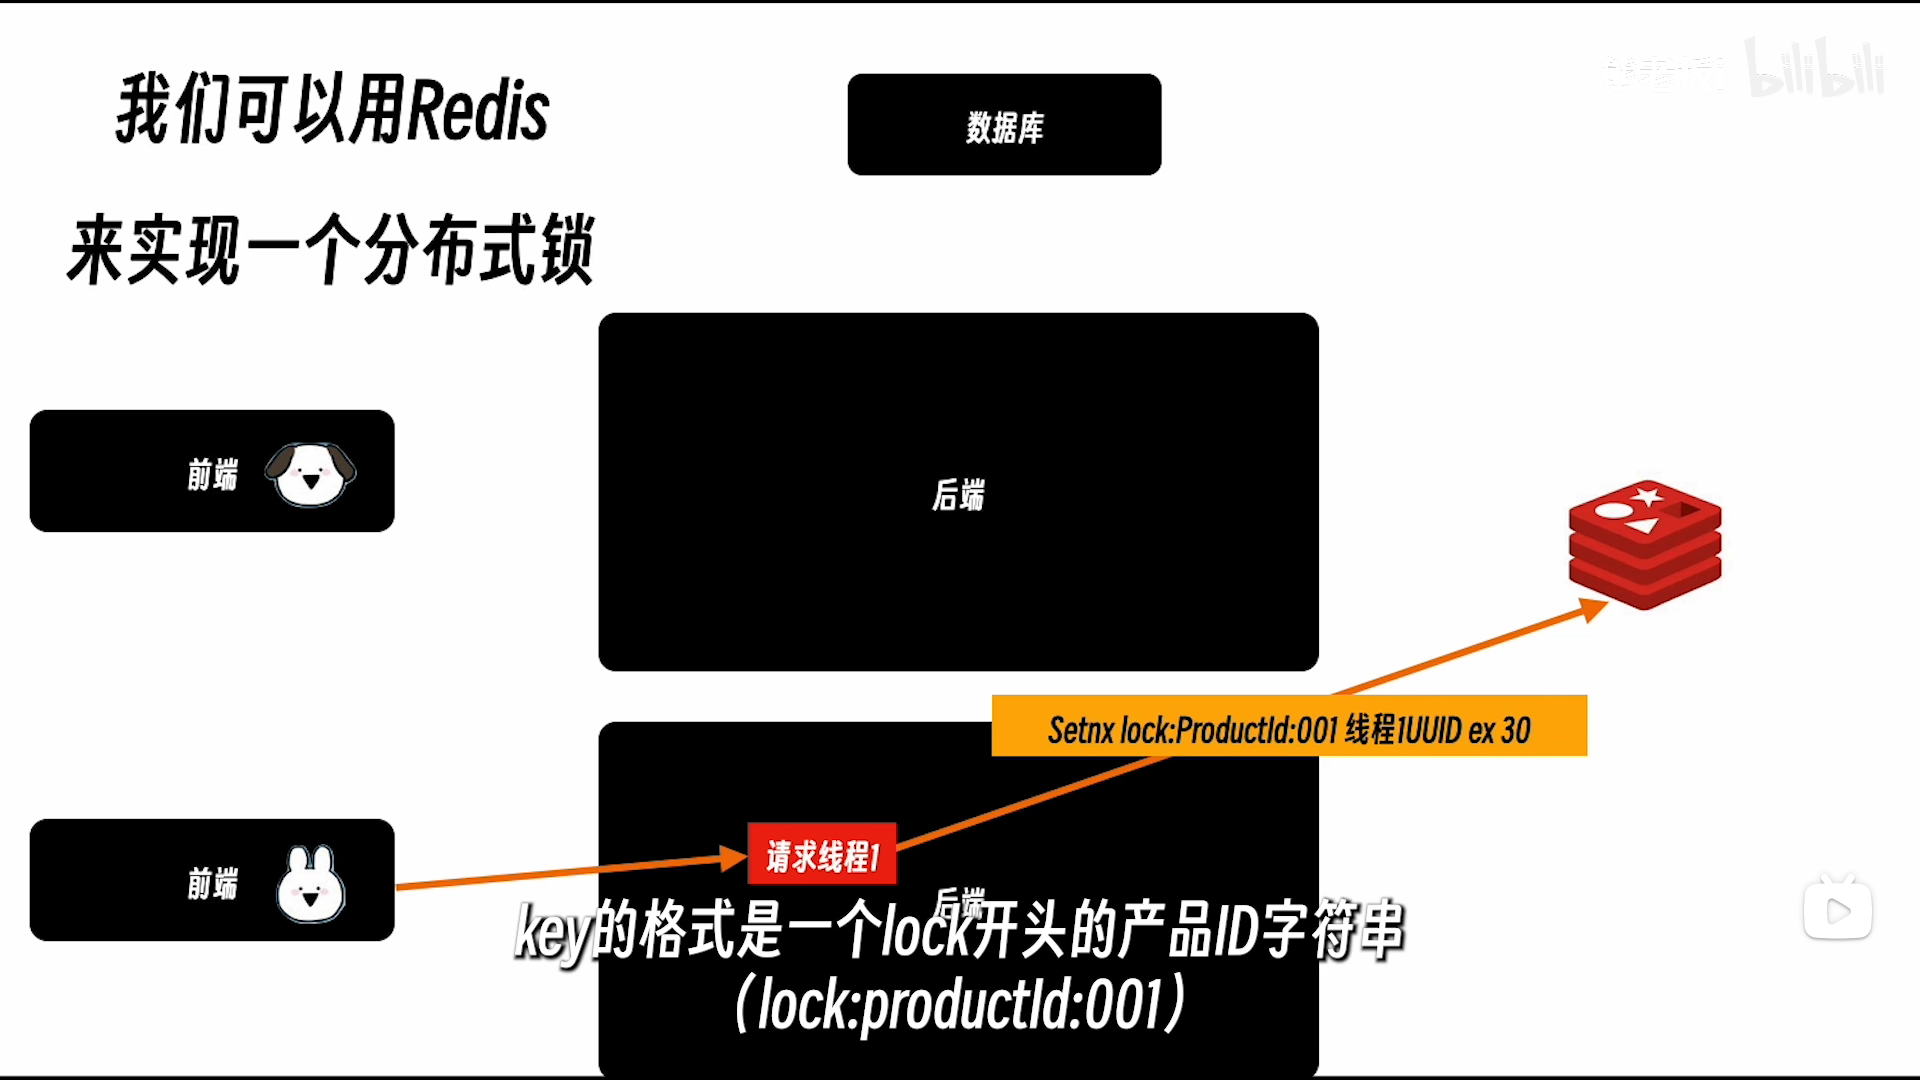 我们可以用Redis
来实现一个分布式锁
数据库
bilibili
前端
后端
Setnx lock:ProductId:001 线程1UUID ex 30
请求线程1
前端
后端
key的格式是一个lock开头的产品ID字符串
（lock:productId:001）